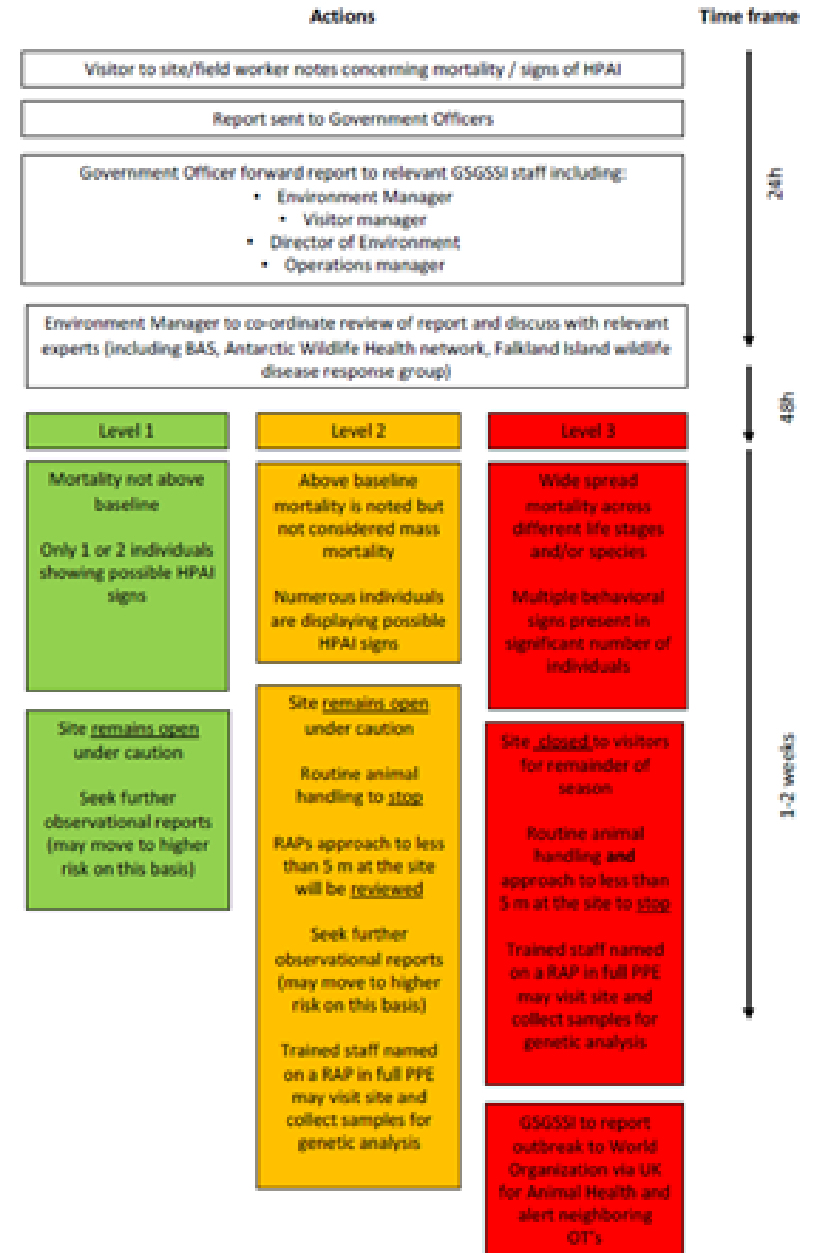 Actions
Time frame
Visitor to site/field worker notes concerning mortality / signs of HPAI
Report sent to Government Officers
Government Officer forward report to relevant GSGSSI staff including:
• Environment Manager
• Visitor manager
• Director of Environment
• Operations manager
24h
Environment Manager to co-ordinate review of report and discuss with relevant
experts (including BAS, Antarctic Wildlife Health network, Falkland Island wildlife
disease response group)
48h
Level 1
Mortality not above
baseline
Only 1 or 2 individuals
showing possible HPAI
signs
Site remains open
under caution
Seek further
observational reports
(may move to higher
risk on this basis)
Level 2
Above baseline
mortality is noted but
not considered mass
mortality
Numerous individuals
are displaying possible
HPAI signs
Site remains open
under caution
Routine animal
handling to stop
RAPs approach to less
than 5 m at the site
will be reviewed
Seek further
observational reports
(may move to higher
risk on this basis)
Trained staff named
on a RAP in full PPE
may visit site and
collect samples for
genetic analysis
Level 3
Wide spread
mortality across
different life stages
and/or species
Multiple behavioral
signs present in
significant number of
individuals
Site closed to visitors
for remainder of
season
Routine animal
handling and
approach to less than
5 m at the site to stop
Trained staff named
on a RAP in full PPE
may visit site and
collect samples for
genetic analysis
GSGSSI to report
outbreak to World
Organization via UK
for Animal Health and
alert neighboring
OT's
1-2 weeks